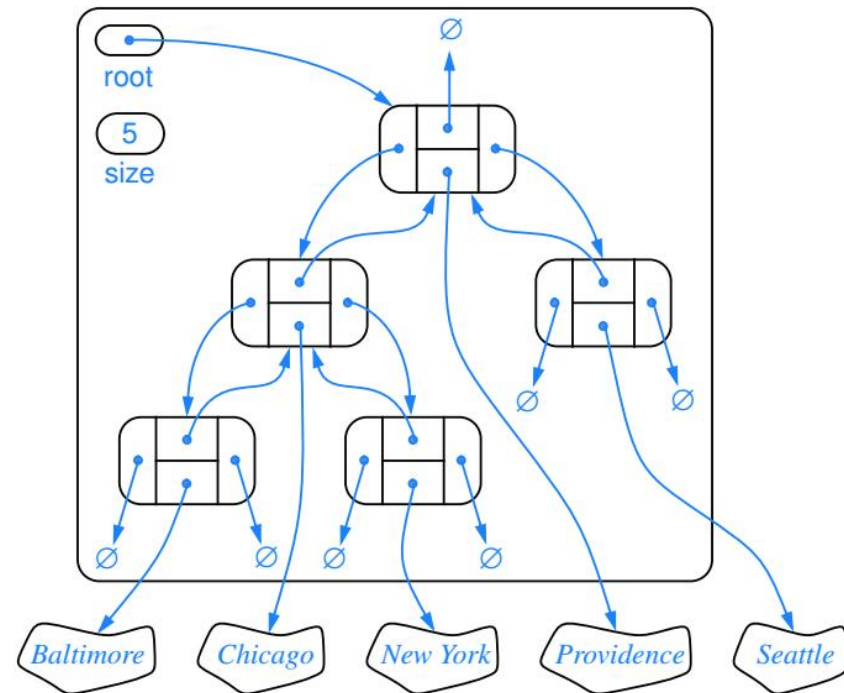 ∅
root
5
size
∅ ∅
∅ ∅ ∅ ∅
Baltimore Chicago New York Providence Seattle